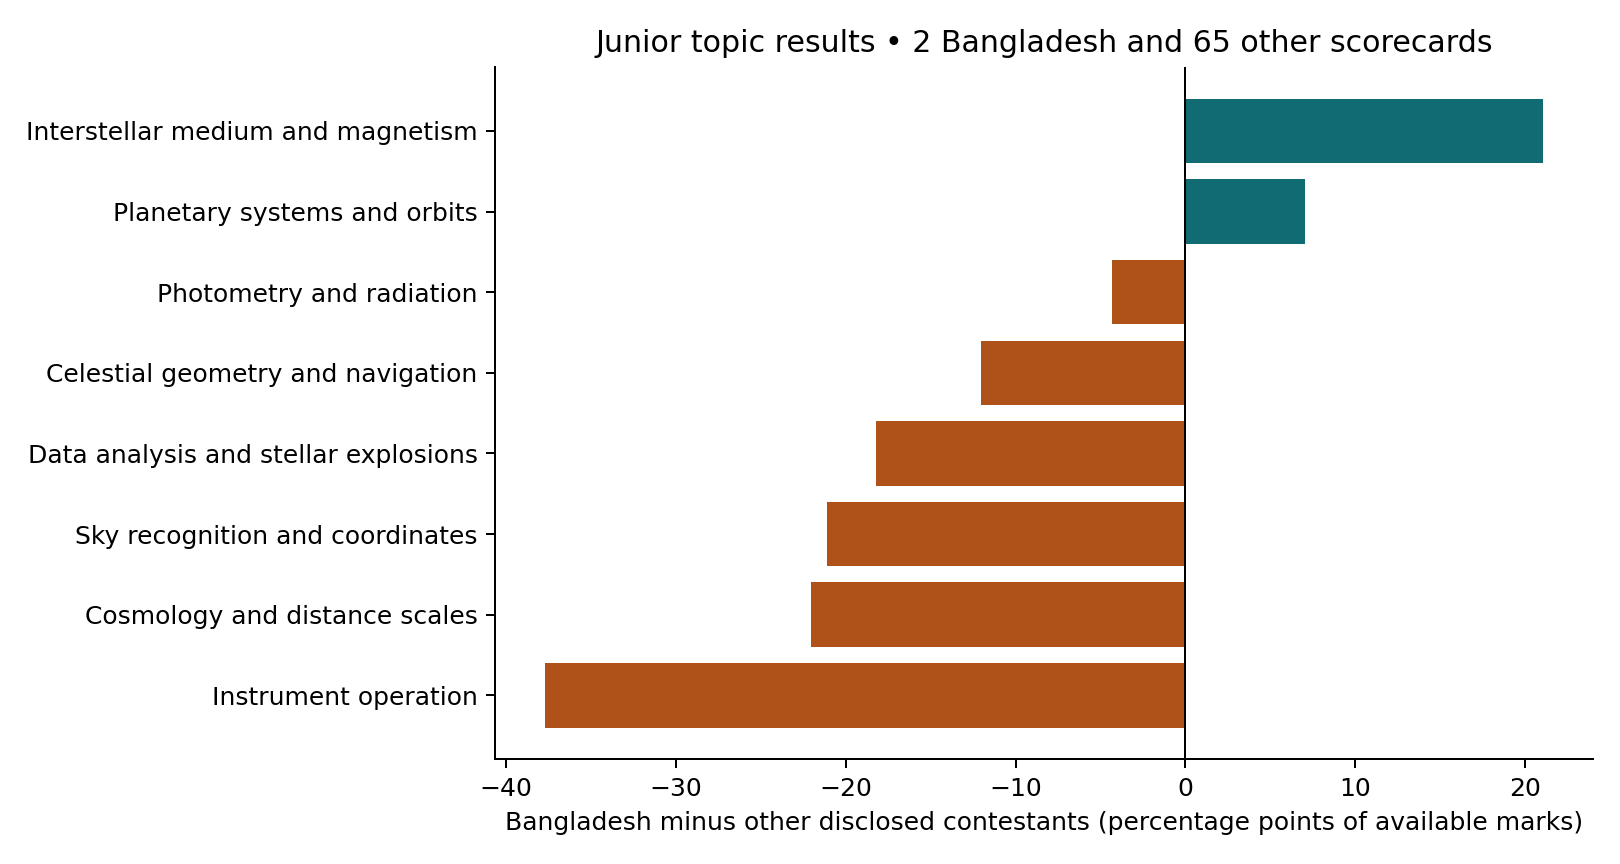 Junior topic results • 2 Bangladesh and 65 other scorecards
Interstellar medium and magnetism
Planetary systems and orbits
Photometry and radiation
Celestial geometry and navigation
Data analysis and stellar explosions
Sky recognition and coordinates
Cosmology and distance scales
Instrument operation
−40 −30 −20 −10 0 10 20
Bangladesh minus other disclosed contestants (percentage points of available marks)